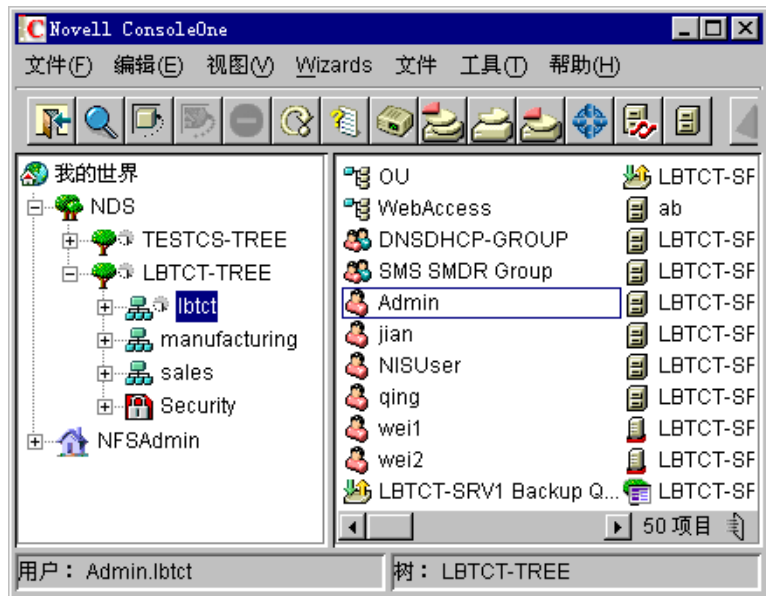 Novell ConsoleOne
文件(F) 编辑(E) 视图(V) Wizards 文件 工具(T) 帮助(H)
我的世界
NDS
TESTCS-TREE
LBTCT-TREE
lbtct
manufacturing
sales
Security
NFSAdmin
OU
WebAccess
DNSDHCP-GROUP
SMS SMDR Group
Admin
jian
NISUser
qing
wei1
wei2
LBTCT-SRV1 Backup Q...
LBTCT-SF
ab
LBTCT-SF
LBTCT-SF
LBTCT-SF
LBTCT-SF
LBTCT-SF
LBTCT-SF
LBTCT-SF
LBTCT-SF
LBTCT-SF
50 项目
用户： Admin.lbtct
树： LBTCT-TREE